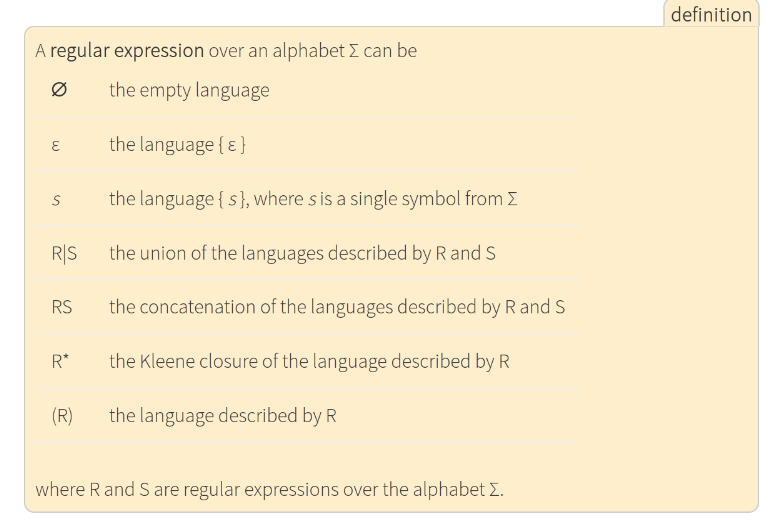 definition
A regular expression over an alphabet Σ can be
∅ the empty language
ε the language { ε }
s the language { s }, where s is a single symbol from Σ
R|S the union of the languages described by R and S
RS the concatenation of the languages described by R and S
R* the Kleene closure of the language described by R
(R) the language described by R
where R and S are regular expressions over the alphabet Σ.